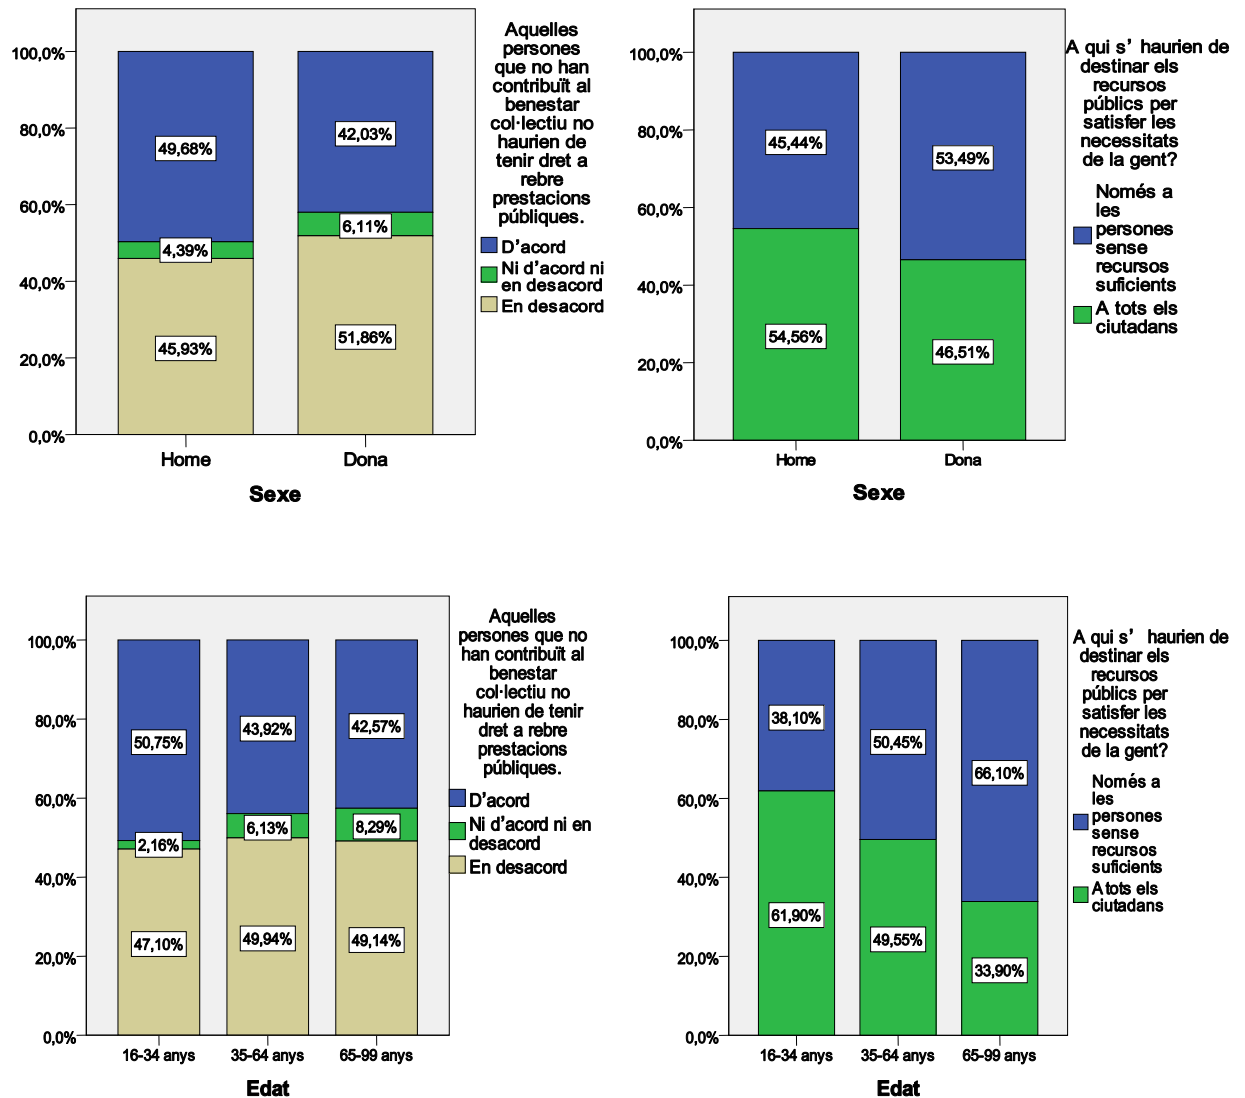 Aquelles
persones
que no han
contribuït al
benestar
col·lectiu no
haurien de
tenir dret a
rebre
prestacions
públiques.
D'acord
Ni d'acord ni
en desacord
En desacord
100,0%
80,0%
60,0%
40,0%
20,0%
0,0%
49,68%
4,39%
45,93%
42,03%
6,11%
51,86%
Home
Dona
Sexe
A qui s' haurien de
destinar els
recursos
públics per
satisfer les
necessitats
de la gent?
Només a
les
persones
sense
recursos
suficients
A tots els
ciutadans
100,0%
80,0%
60,0%
40,0%
20,0%
0,0%
45,44%
54,56%
53,49%
46,51%
Home
Dona
Sexe
Aquelles
persones que no
han contribuït al
benestar
col·lectiu no
haurien de tenir
dret a rebre
prestacions
públiques.
D'acord
Ni d'acord ni en
desacord
En desacord
100,0%
80,0%
60,0%
40,0%
20,0%
0,0%
50,75%
2,16%
47,10%
43,92%
6,13%
49,94%
42,57%
8,29%
49,14%
16-34 anys
35-64 anys
65-99 anys
Edat
A qui s' haurien de
destinar els
recursos
públics per
satisfer les
necessitats
de la gent?
Només a
les
persones
sense
recursos
suficients
A tots els
ciutadans
100,0%
80,0%
60,0%
40,0%
20,0%
0,0%
38,10%
61,90%
50,45%
49,55%
66,10%
33,90%
16-34 anys
35-64 anys
65-99 anys
Edat